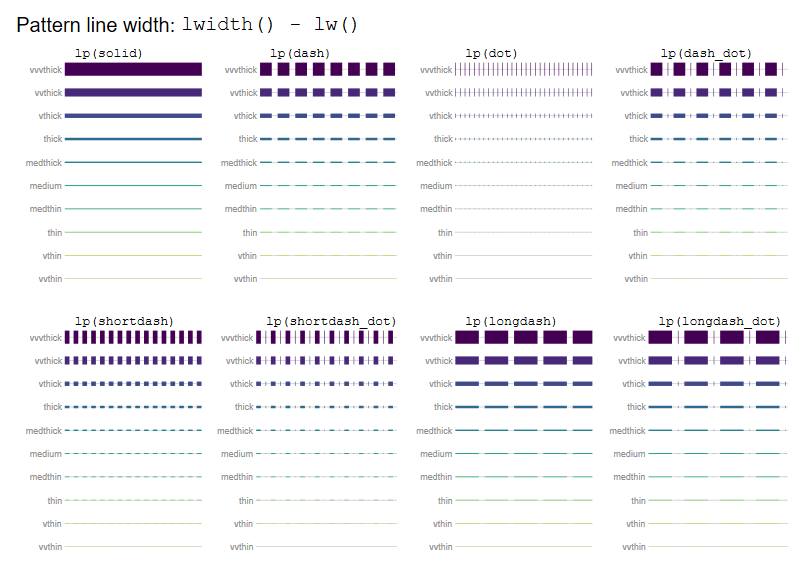 Pattern line width: lwidth() - lw()
lp(solid) lp(dash) lp(dot) lp(dash_dot)
vvvthick vvvthick vvvthick vvvthick
vvthick vvthick vvthick vvthick
vthick vthick vthick vthick
thick thick thick thick
medthick medthick medthick medthick
medium medium medium medium
medthin medthin medthin medthin
thin thin thin thin
vthin vthin vthin vthin
vvthin vvthin vvthin vvthin
lp(shortdash) lp(shortdash_dot) lp(longdash) lp(longdash_dot)
vvvthick vvvthick vvvthick vvvthick
vvthick vvthick vvthick vvthick
vthick vthick vthick vthick
thick thick thick thick
medthick medthick medthick medthick
medium medium medium medium
medthin medthin medthin medthin
thin thin thin thin
vthin vthin vthin vthin
vvthin vvthin vvthin vvthin